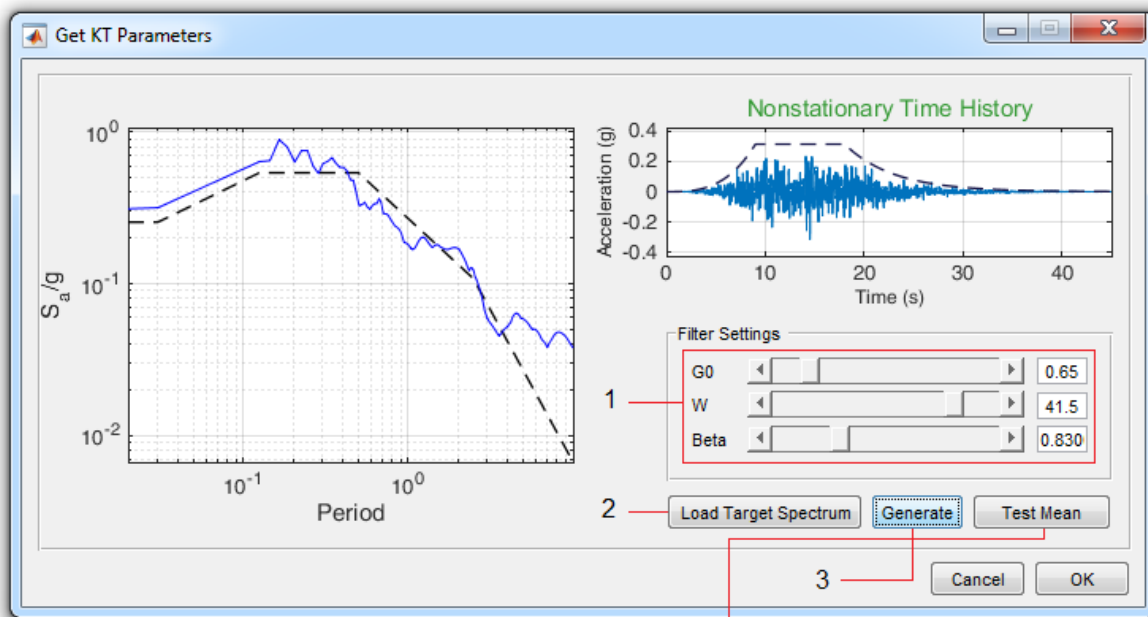 Get KT Parameters
S_a/g
10^0
10^-1
10^-2
10^-1
10^0
Period
Nonstationary Time History
Acceleration (g)
0.4
0.2
0
-0.2
-0.4
0
10
20
30
40
Time (s)
Filter Settings
1
G0 0.65
W 41.5
Beta 0.830
2 Load Target Spectrum Generate Test Mean
3
Cancel OK